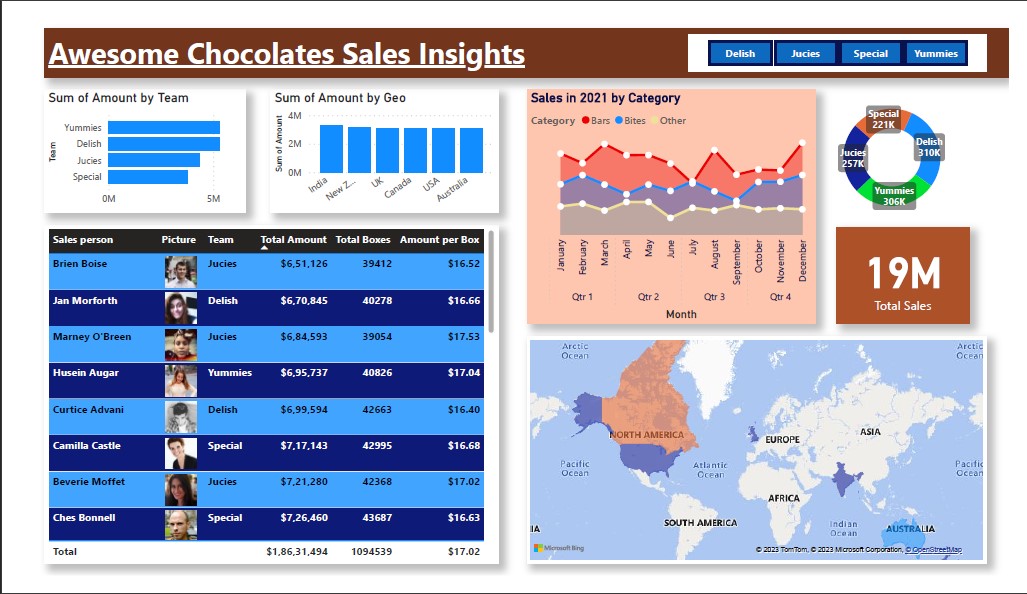 Awesome Chocolates Sales Insights
Delish Jucies Special Yummies
Sum of Amount by Team
Team
Yummies
Delish
Jucies
Special
0M 5M
Sum of Amount by Geo
Sum of Amount
4M
2M
0M
India New Z... UK Canada USA Australia
Sales in 2021 by Category
Category Bars Bites Other
January February March April May June July August September October November December
Qtr 1 Qtr 2 Qtr 3 Qtr 4
Month
Special
221K
Delish
310K
Jucies
257K
Yummies
306K
19M
Total Sales
Sales person Picture Team Total Amount Total Boxes Amount per Box
Brien Boise Jucies $6,51,126 39412 $16.52
Jan Morforth Delish $6,70,845 40278 $16.66
Marney O'Breen Jucies $6,84,593 39054 $17.53
Husein Augar Yummies $6,95,737 40826 $17.04
Curtice Advani Delish $6,99,594 42663 $16.40
Camilla Castle Special $7,17,143 42995 $16.68
Beverie Moffet Jucies $7,21,280 42368 $17.02
Ches Bonnell Special $7,26,460 43687 $16.63
Total $1,86,31,494 1094539 $17.02
Arctic
Ocean
Arctic
Ocean
NORTH AMERICA
EUROPE
ASIA
Pacific
Ocean
Atlantic
Ocean
Pacific
Ocean
AFRICA
SOUTH AMERICA
Indian
Ocean
IA
AUSTRALIA
Microsoft Bing
© 2023 TomTom, © 2023 Microsoft Corporation, © OpenStreetMap